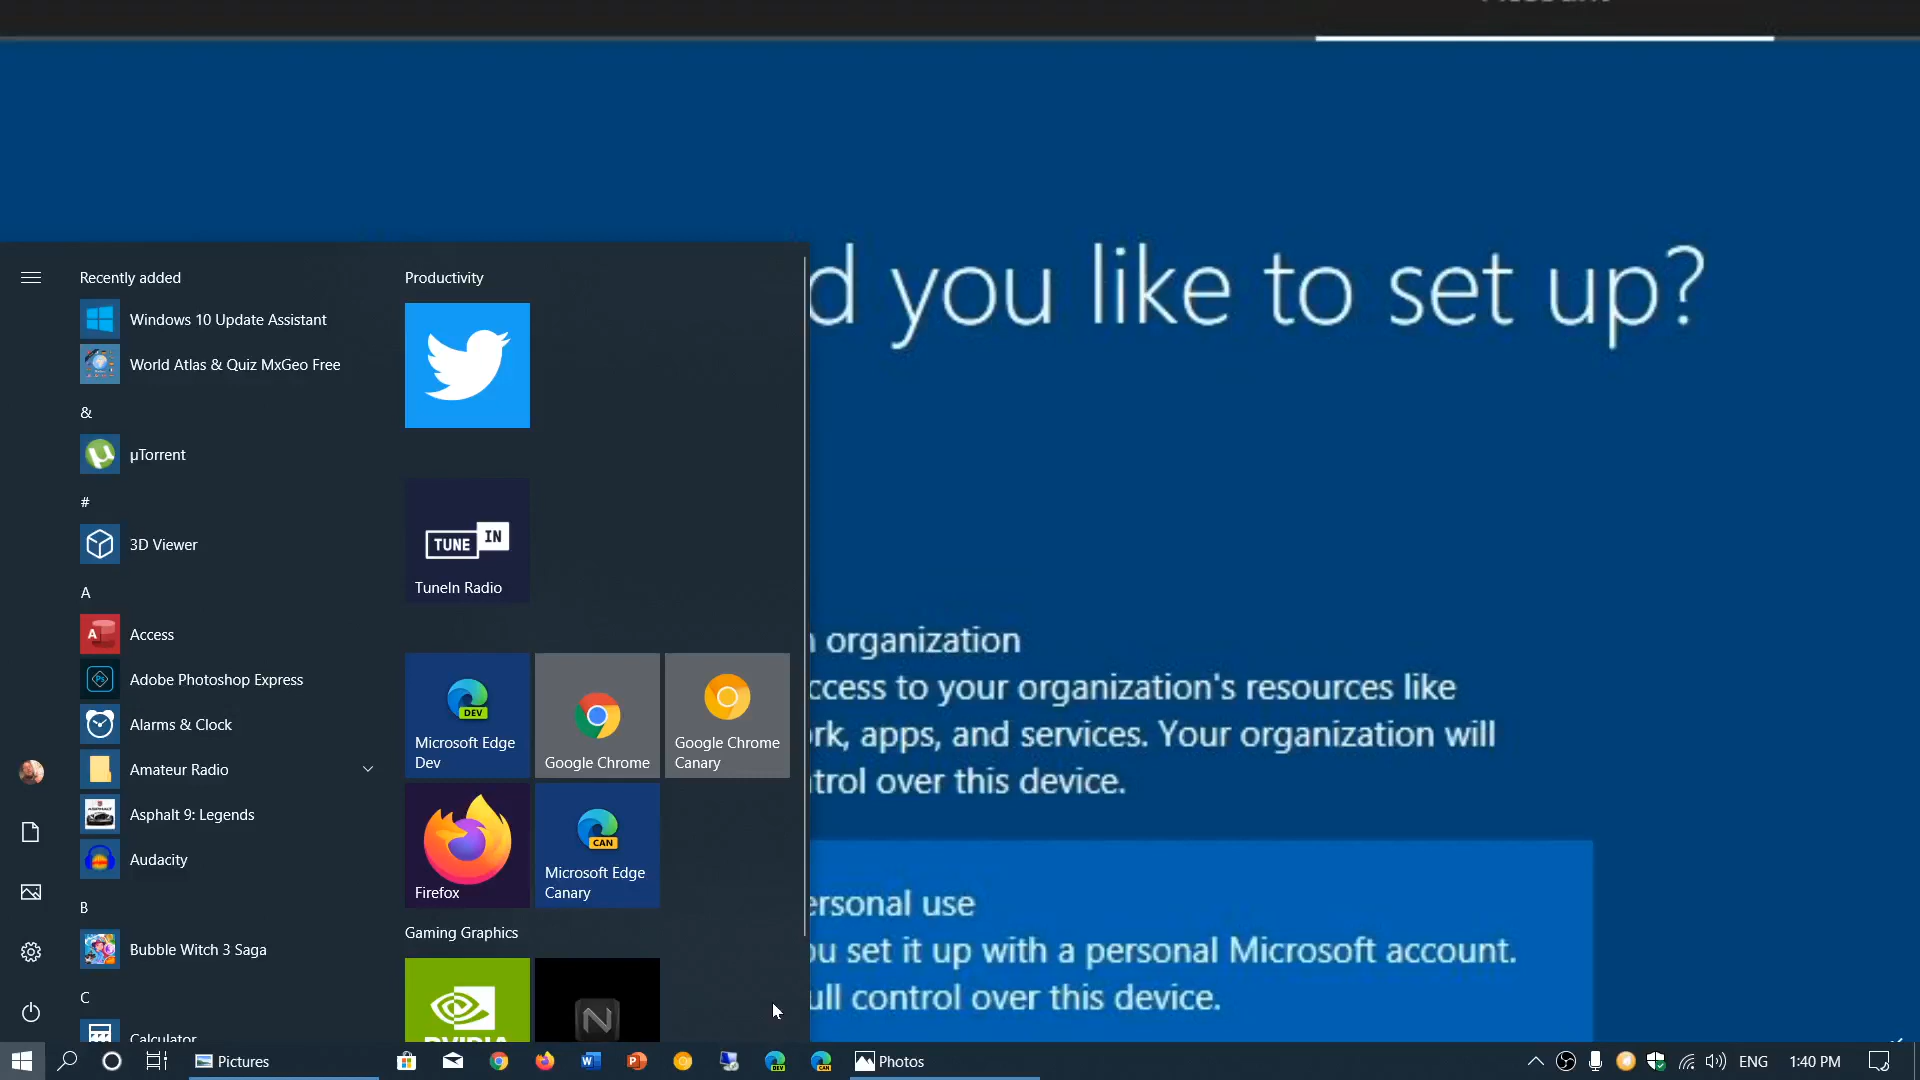 d you like to set up?
Recently added
Windows 10 Update Assistant
World Atlas & Quiz MxGeo Free
&
µTorrent
#
3D Viewer
A
Access
Adobe Photoshop Express
Alarms & Clock
Amateur Radio
Asphalt 9: Legends
Audacity
B
Bubble Witch 3 Saga
C
Calculator
Productivity
TUNE IN
TuneIn Radio
DEV
Microsoft Edge
Dev
Google Chrome
Google Chrome
Canary
Firefox
CAN
Microsoft Edge
Canary
Gaming Graphics
NVIDIA
N
organization
ccess to your organization's resources like
rk, apps, and services. Your organization will
trol over this device.
ersonal use
ou set it up with a personal Microsoft account.
ull control over this device.
Pictures
Photos
ENG
1:40 PM